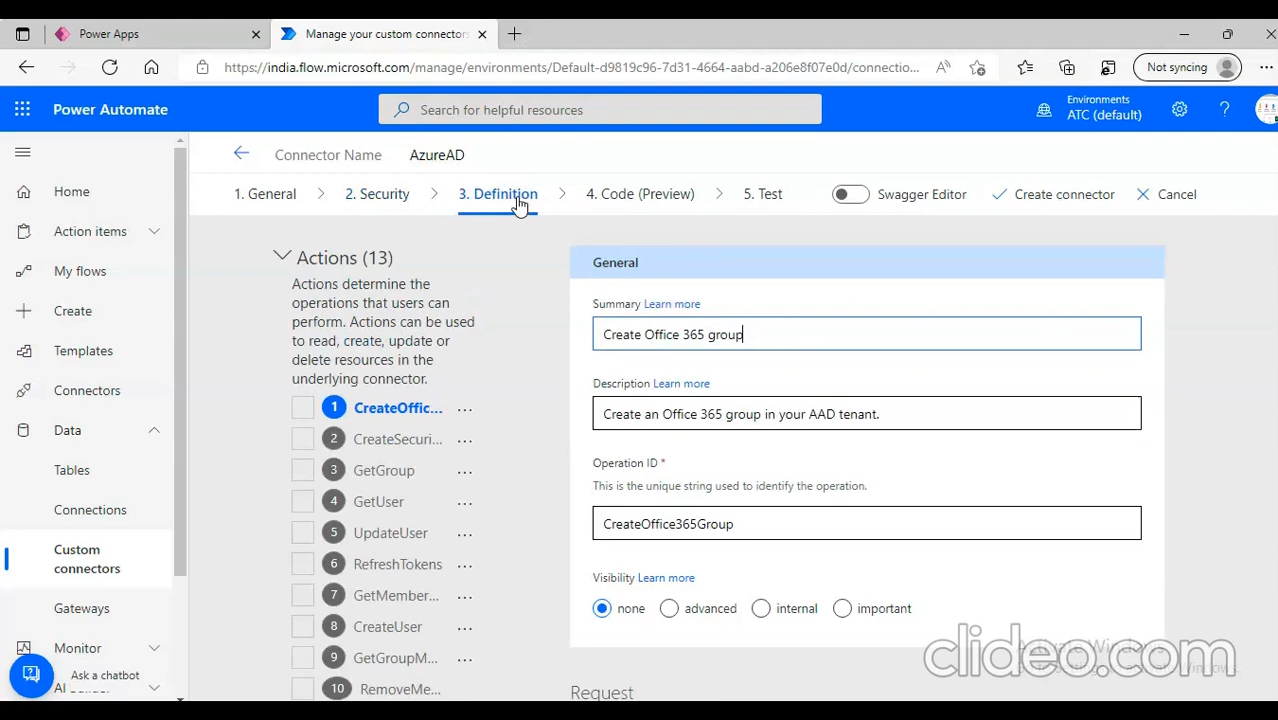 Power Apps
Manage your custom connectors
https://india.flow.microsoft.com/manage/environments/Default-d9819c96-7d31-4664-aabd-a206e8f07e0d/connectio...
Not syncing
Power Automate
Search for helpful resources
Environments
ATC (default)
Connector Name
AzureAD
1. General
2. Security
3. Definition
4. Code (Preview)
5. Test
Swagger Editor
Create connector
Cancel
Home
Action items
My flows
Create
Templates
Connectors
Data
Tables
Connections
Custom
connectors
Gateways
Monitor
Ask a chatbot
Actions (13)
Actions determine the
operations that users can
perform. Actions can be used
to read, create, update or
delete resources in the
underlying connector.
1 CreateOffic... ...
2 CreateSecuri... ...
3 GetGroup ...
4 GetUser ...
5 UpdateUser ...
6 RefreshTokens ...
7 GetMember... ...
8 CreateUser ...
9 GetGroupM... ...
10 RemoveMe... ...
General
Summary Learn more
Create Office 365 group
Description Learn more
Create an Office 365 group in your AAD tenant.
Operation ID *
This is the unique string used to identify the operation.
CreateOffice365Group
Visibility Learn more
none
advanced
internal
important
Request
clideo.com